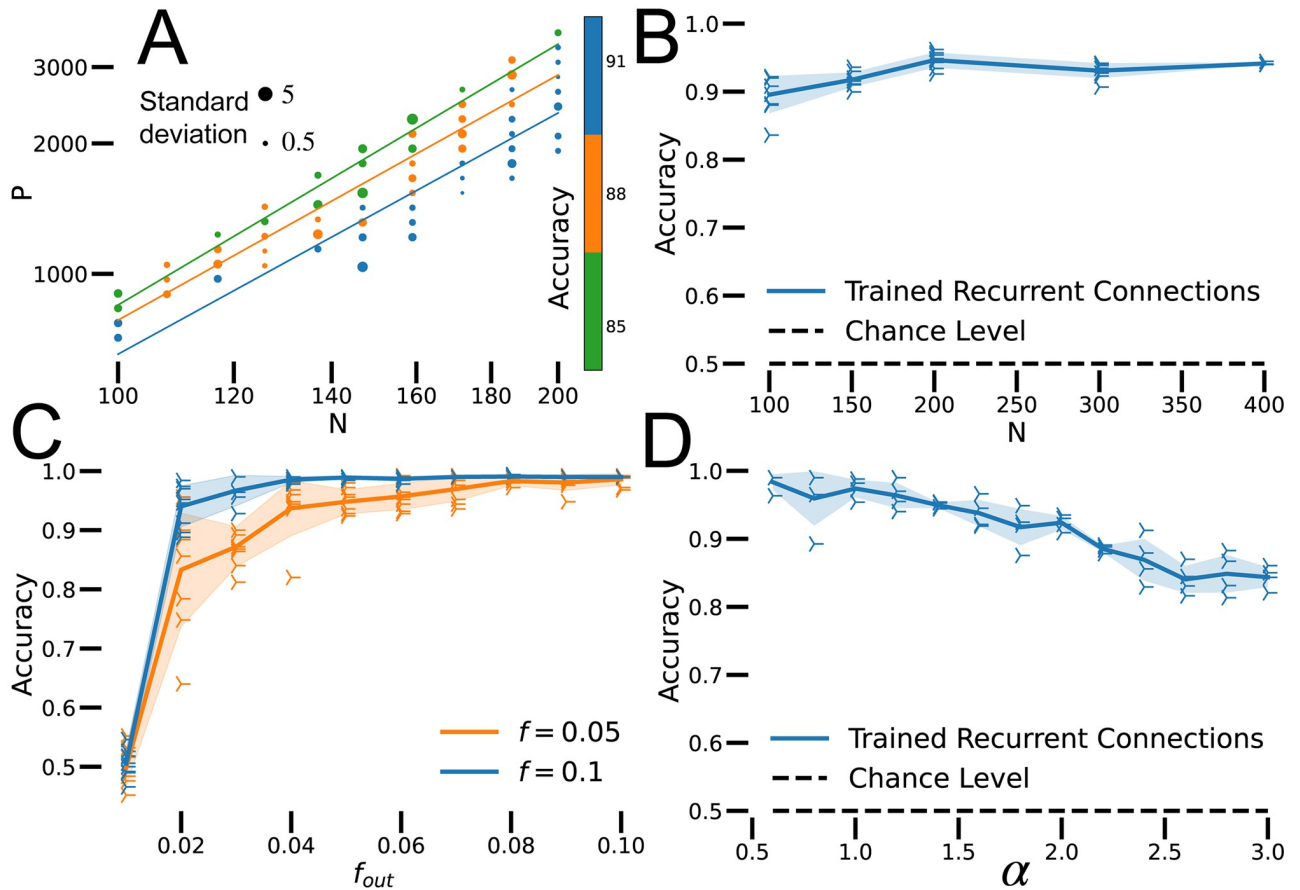 A
Standard
deviation
5
0.5
3000
2000
1000
P
100
120
140
160
180
200
N
Accuracy
91
88
85
B
1.0
0.9
0.8
0.7
0.6
0.5
Accuracy
Trained Recurrent Connections
Chance Level
100
150
200
250
300
350
400
N
C
1.0
0.9
0.8
0.7
0.6
0.5
Accuracy
f = 0.05
f = 0.1
0.02
0.04
0.06
0.08
0.10
f_out
D
1.0
0.9
0.8
0.7
0.6
0.5
Accuracy
Trained Recurrent Connections
Chance Level
0.5
1.0
1.5
2.0
2.5
3.0
α